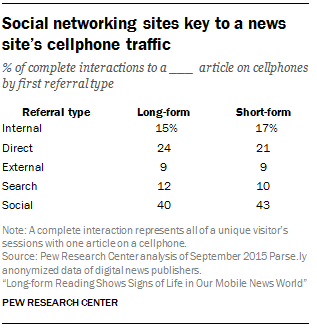 Social networking sites key to a news
site's cellphone traffic
% of complete interactions to a ___ article on cellphones
by first referral type
Referral type Long-form Short-form
Internal 15% 17%
Direct 24 21
External 9 9
Search 12 10
Social 40 43
Note: A complete interaction represents all of a unique visitor's
sessions with one article on a cellphone.
Source: Pew Research Center analysis of September 2015 Parse.ly
anonymized data of digital news publishers.
"Long-form Reading Shows Signs of Life in Our Mobile News World"
PEW RESEARCH CENTER